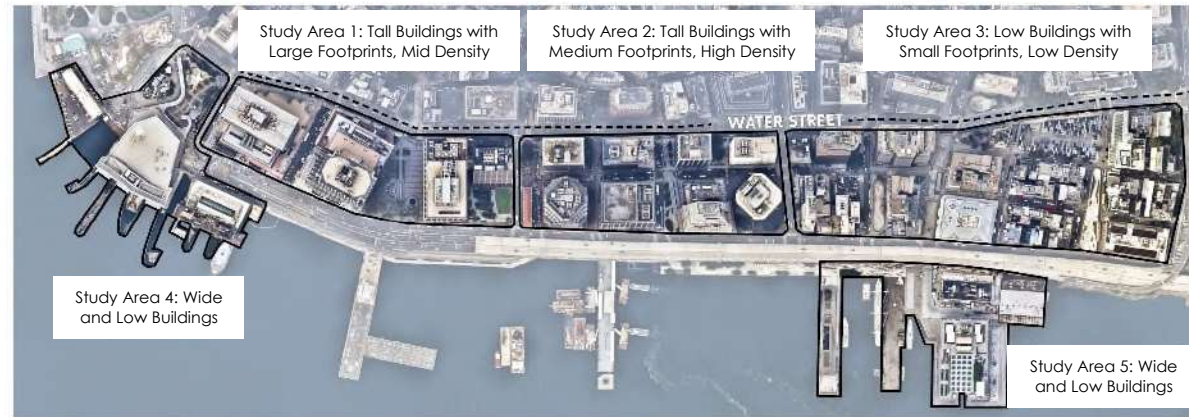 Study Area 1: Tall Buildings with
Large Footprints, Mid Density
Study Area 2: Tall Buildings with
Medium Footprints, High Density
Study Area 3: Low Buildings with
Small Footprints, Low Density
WATER STREET
Study Area 4: Wide
and Low Buildings
Study Area 5: Wide
and Low Buildings